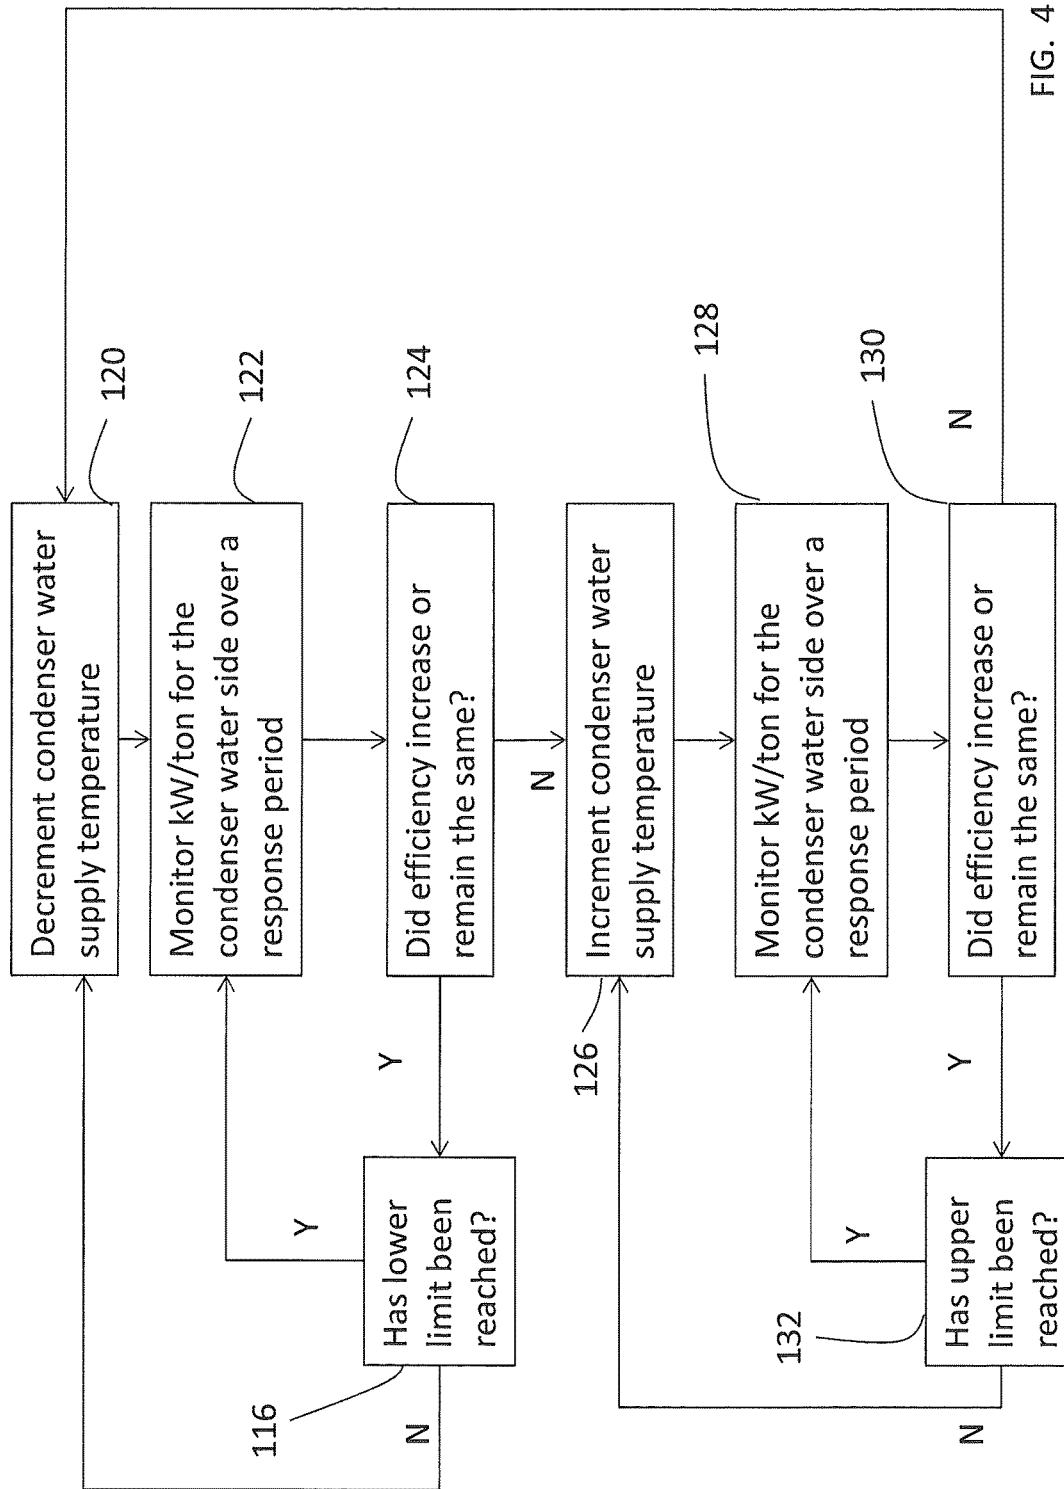 Decrement condenser water
supply temperature
120
Monitor kW/ton for the
condenser water side over a
response period
122
Did efficiency increase or
remain the same?
124
Y
N
Has lower
limit been
reached?
116
Y
N
Increment condenser water
supply temperature
126
Monitor kW/ton for the
condenser water side over a
response period
128
Did efficiency increase or
remain the same?
130
Y
N
Has upper
limit been
reached?
132
Y
N
FIG. 4